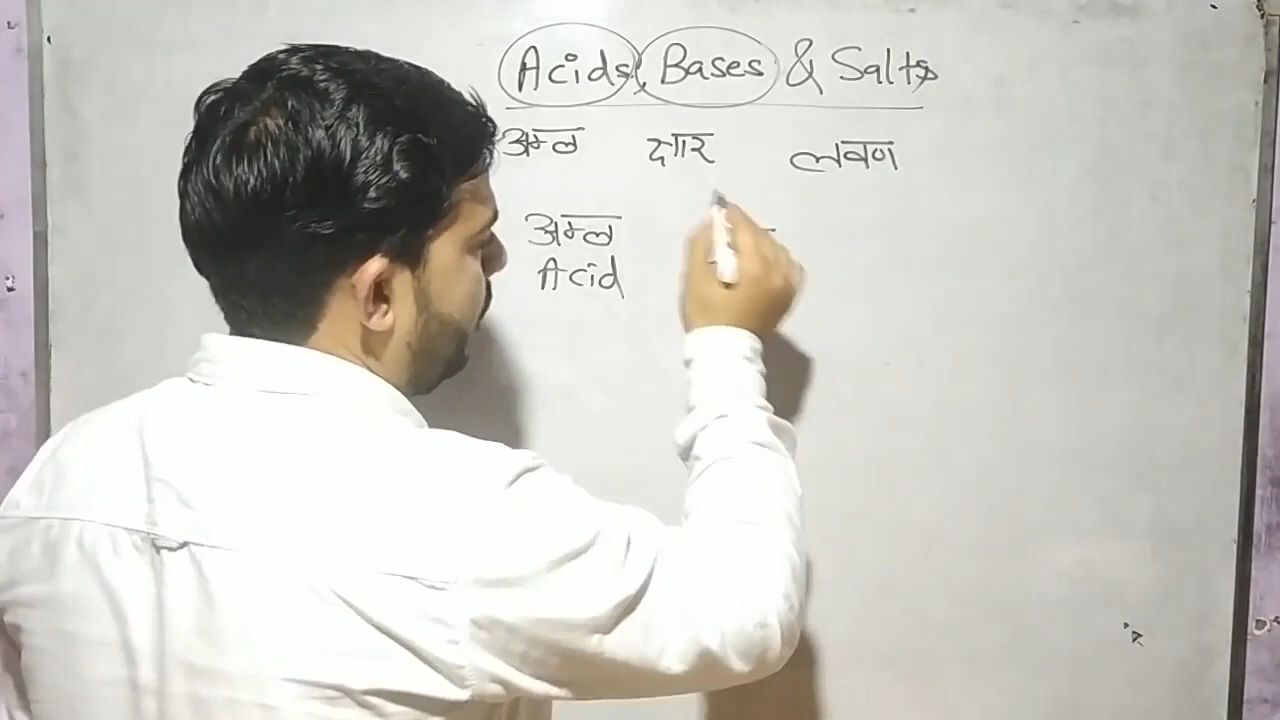 Acids, Bases & Salts
अम्ल क्षार लवण
अम्ल
Acid